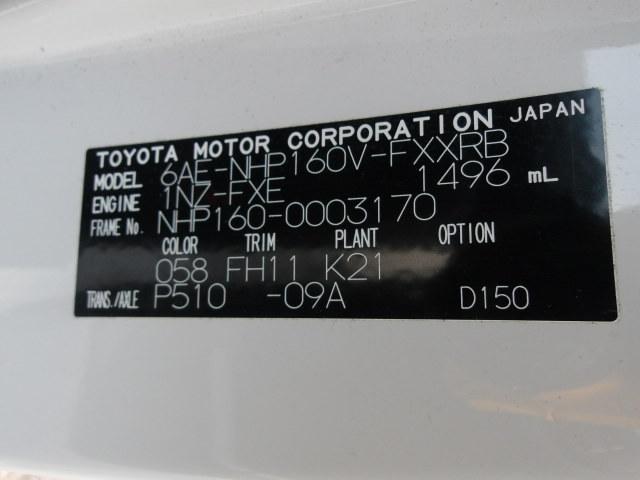 TOYOTA MOTOR CORPORATION JAPAN
MODEL 6AE-NHP160V-FXXRB
ENGINE 1NZ-FXE 1496 mL
FRAME No. NHP160-0003170
COLOR TRIM PLANT OPTION
058 FH11 K21
TRANS./AXLE P510 -09A D150